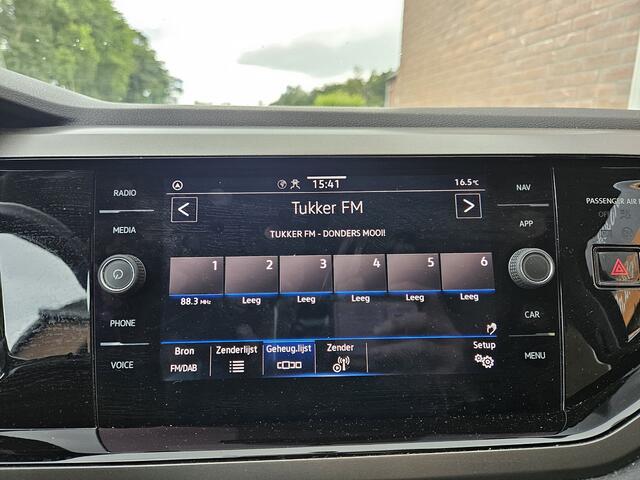 RADIO
MEDIA
PHONE
VOICE
15:41
16.5°C
< Tukker FM >
TUKKER FM - DONDERS MOOI!
1 2 3 4 5 6
88.3 MHz Leeg Leeg Leeg Leeg Leeg
Bron Zenderlijst Geheug.lijst Zender Setup
FM/DAB
NAV
APP
CAR
MENU
PASSENGER AIR